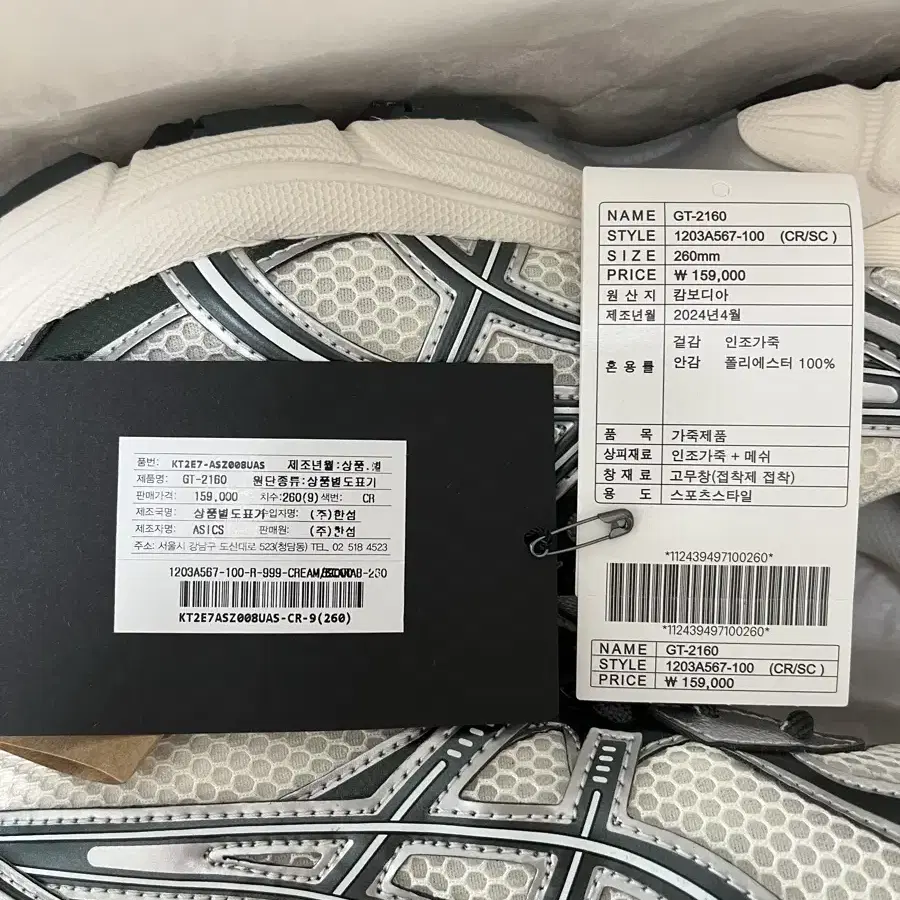 품번: KT2E7-ASZ008UAS 제조년월:상품.별
제품명: GT-2160 원단종류:상품별도표기
판매가격: 159,000 치수:260(9) 색번: CR
제조국명: 상품별도표기 수입자명: (주)한섬
제조자명: ASICS 판매원: (주)한섬
주소: 서울시 강남구 도산대로 523(청담동) TEL. 02 518 4523
1203A567-100-R-999-CREAM
KT2E7ASZ008UAS-CR-9(260)
NAME GT-2160
STYLE 1203A567-100 (CR/SC )
SIZE 260mm
PRICE ₩ 159,000
원산지 캄보디아
제조년월 2024년4월
혼용률 겉감 인조가죽
안감 폴리에스터 100%
품목 가죽제품
상피재료 인조가죽 + 메쉬
창재료 고무창(접착제 접착)
용도 스포츠스타일
*112439497100260*
*112439497100260*
NAME GT-2160
STYLE 1203A567-100 (CR/SC )
PRICE ₩ 159,000